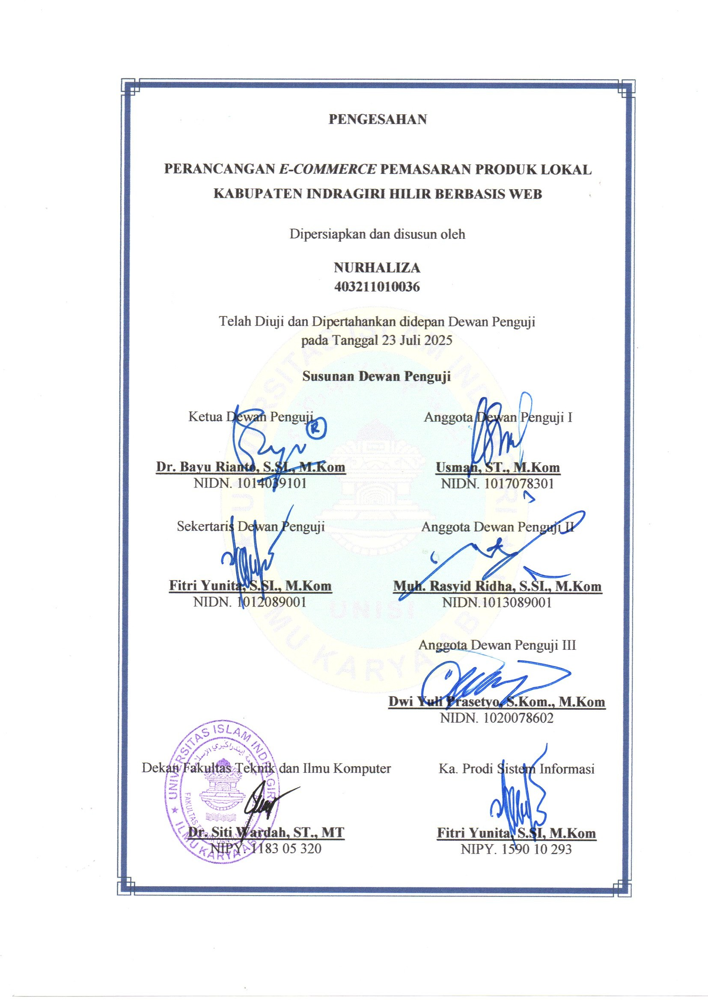 PENGESAHAN
PERANCANGAN E-COMMERCE PEMASARAN PRODUK LOKAL
KABUPATEN INDRAGIRI HILIR BERBASIS WEB
Dipersiapkan dan disusun oleh
NURHALIZA
403211010036
Telah Diuji dan Dipertahankan didepan Dewan Penguji
pada Tanggal 23 Juli 2025
Susunan Dewan Penguji
Ketua Dewan Penguji
Anggota Dewan Penguji I
Dr. Bayu Rianto, S.SI., M.Kom
NIDN. 1014039101
Usman, ST., M.Kom
NIDN. 1017078301
Sekertaris Dewan Penguji
Anggota Dewan Penguji II
Fitri Yunita, S.SI., M.Kom
NIDN. 1012089001
Muh. Rasyid Ridha, S.SI., M.Kom
NIDN.1013089001
UNISI
Anggota Dewan Penguji III
Dwi Yuli Prasetyo, S.Kom., M.Kom
NIDN. 1020078602
UNIVERSITAS ISLAM INDRAGIRI
ILMU KARYA ABDI
Dekan Fakultas Teknik dan Ilmu Komputer
Dr. Siti Wardah, ST., MT
NIPY. 1183 05 320
Ka. Prodi Sistem Informasi
Fitri Yunita, S.SI, M.Kom
NIPY. 1590 10 293